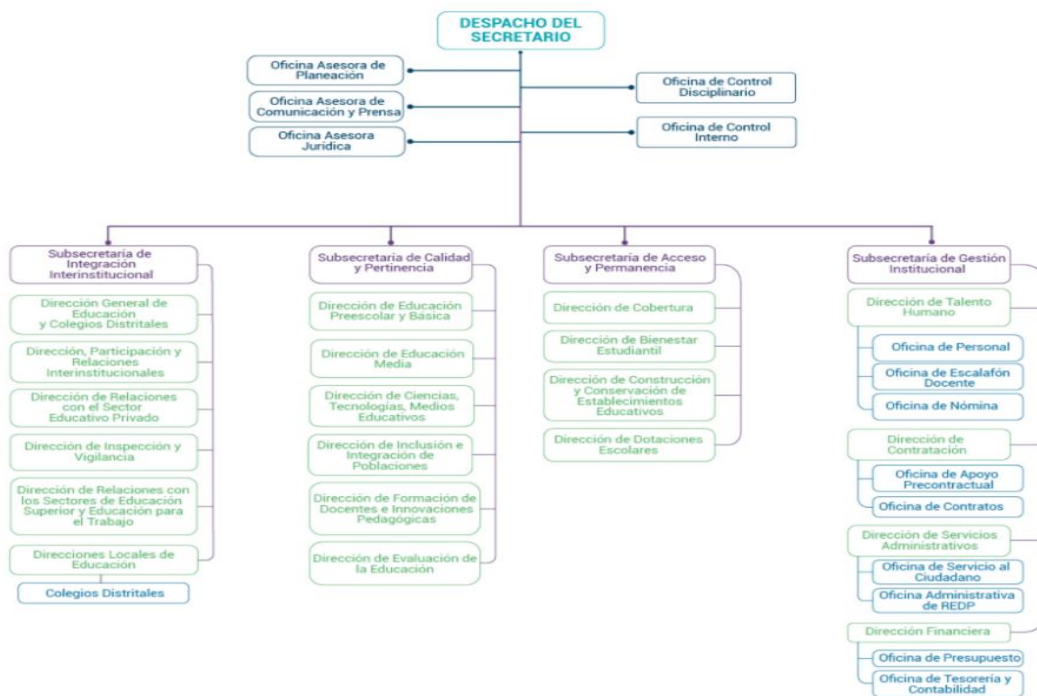 DESPACHO DEL
SECRETARIO
Oficina Asesora de
Planeación
Oficina Asesora de
Comunicación y Prensa
Oficina Asesora
Jurídica
Oficina de Control
Disciplinario
Oficina de Control
Interno
Subsecretaría de
Integración
Interinstitucional
Dirección General de
Educación
y Colegios Distritales
Dirección, Participación y
Relaciones
Interinstitucionales
Dirección de Relaciones
con el Sector
Educativo Privado
Dirección de Inspección y
Vigilancia
Dirección de Relaciones con
los Sectores de Educación
Superior y Educación para
el Trabajo
Direcciones Locales de
Educación
Colegios Distritales
Subsecretaría de Calidad
y Pertinencia
Dirección de Educación
Preescolar y Básica
Dirección de Educación
Media
Dirección de Ciencias,
Tecnologías, Medios
Educativos
Dirección de Inclusión e
Integración de
Poblaciones
Dirección de Formación de
Docentes e Innovaciones
Pedagógicas
Dirección de Evaluación de
la Educación
Subsecretaría de Acceso
y Permanencia
Dirección de Cobertura
Dirección de Bienestar
Estudiantil
Dirección de Construcción
y Conservación de
Establecimientos
Educativos
Dirección de Dotaciones
Escolares
Subsecretaría de Gestión
Institucional
Dirección de Talento
Humano
Oficina de Personal
Oficina de Escalafón
Docente
Oficina de Nómina
Dirección de
Contratación
Oficina de Apoyo
Precontractual
Oficina de Contratos
Dirección de Servicios
Administrativos
Oficina de Servicio al
Ciudadano
Oficina Administrativa
de REDP
Dirección Financiera
Oficina de Presupuesto
Oficina de Tesorería y
Contabilidad